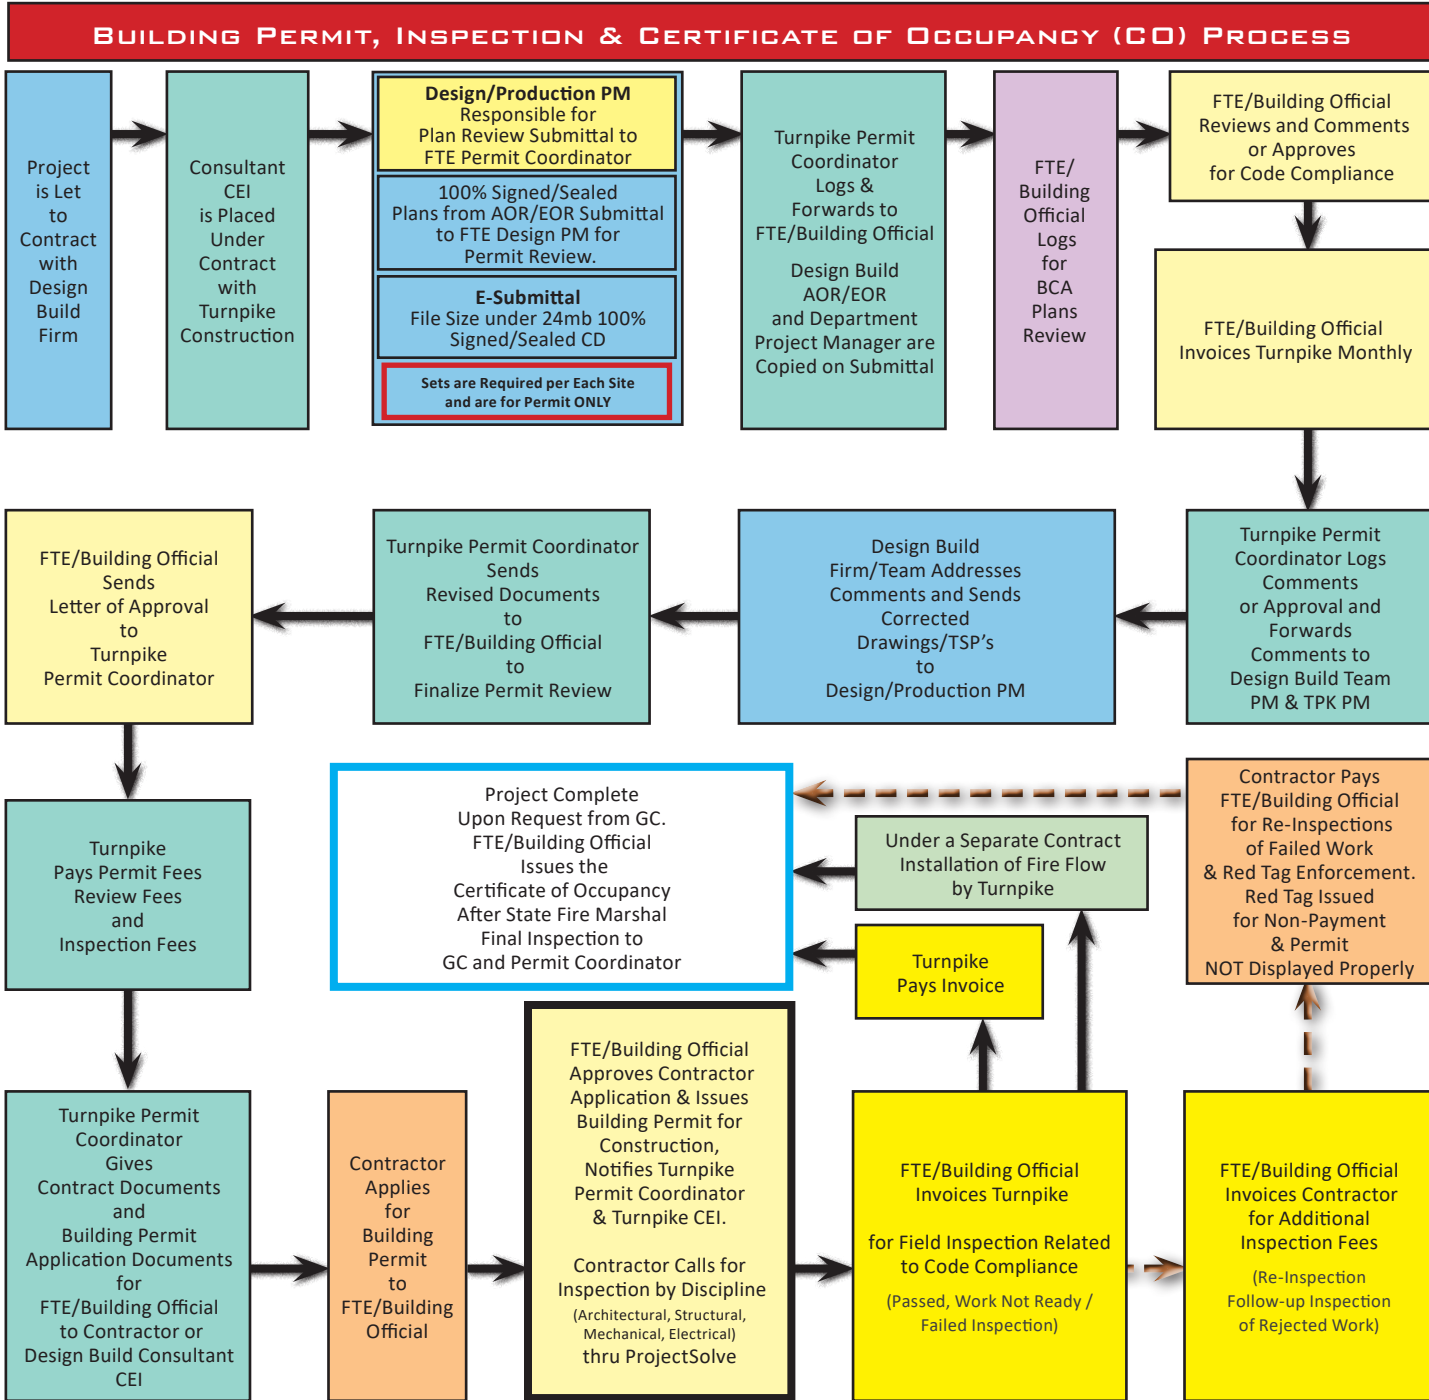 BUILDING PERMIT, INSPECTION & CERTIFICATE OF OCCUPANCY (CO) PROCESS
Project
is Let
to
Contract
with
Design
Build
Firm
Consultant
CEI
is Placed
Under
Contract
with
Turnpike
Construction
Design/Production PM
Responsible for
Plan Review Submittal to
FTE Permit Coordinator
100% Signed/Sealed
Plans from AOR/EOR Submittal
to FTE Design PM for
Permit Review.
E-Submittal
File Size under 24mb 100%
Signed/Sealed CD
Sets are Required per Each Site
and are for Permit ONLY
Turnpike Permit
Coordinator
Logs &
Forwards to
FTE/Building Official
Design Build
AOR/EOR
and Department
Project Manager are
Copied on Submittal
FTE/
Building
Official
Logs
for
BCA
Plans
Review
FTE/Building Official
Reviews and Comments
or Approves
for Code Compliance
FTE/Building Official
Invoices Turnpike Monthly
FTE/Building Official
Sends
Letter of Approval
to
Turnpike
Permit Coordinator
Turnpike Permit Coordinator
Sends
Revised Documents
to
FTE/Building Official
to
Finalize Permit Review
Design Build
Firm/Team Addresses
Comments and Sends
Corrected
Drawings/TSP's
to
Design/Production PM
Turnpike Permit
Coordinator Logs
Comments
or Approval and
Forwards
Comments to
Design Build Team
PM & TPK PM
Turnpike
Pays Permit Fees
Review Fees
and
Inspection Fees
Project Complete
Upon Request from GC.
FTE/Building Official
Issues the
Certificate of Occupancy
After State Fire Marshal
Final Inspection to
GC and Permit Coordinator
Under a Separate Contract
Installation of Fire Flow
by Turnpike
Turnpike
Pays Invoice
Contractor Pays
FTE/Building Official
for Re-Inspections
of Failed Work
& Red Tag Enforcement.
Red Tag Issued
for Non-Payment
& Permit
NOT Displayed Properly
Turnpike Permit
Coordinator
Gives
Contract Documents
and
Building Permit
Application Documents
for
FTE/Building Official
to Contractor or
Design Build Consultant
CEI
Contractor
Applies
for
Building
Permit
to
FTE/Building
Official
FTE/Building Official
Approves Contractor
Application & Issues
Building Permit for
Construction,
Notifies Turnpike
Permit Coordinator
& Turnpike CEI.
Contractor Calls for
Inspection by Discipline
(Architectural, Structural,
Mechanical, Electrical)
thru ProjectSolve
FTE/Building Official
Invoices Turnpike
for Field Inspection Related
to Code Compliance
(Passed, Work Not Ready /
Failed Inspection)
FTE/Building Official
Invoices Contractor
for Additional
Inspection Fees
(Re-Inspection
Follow-up Inspection
of Rejected Work)